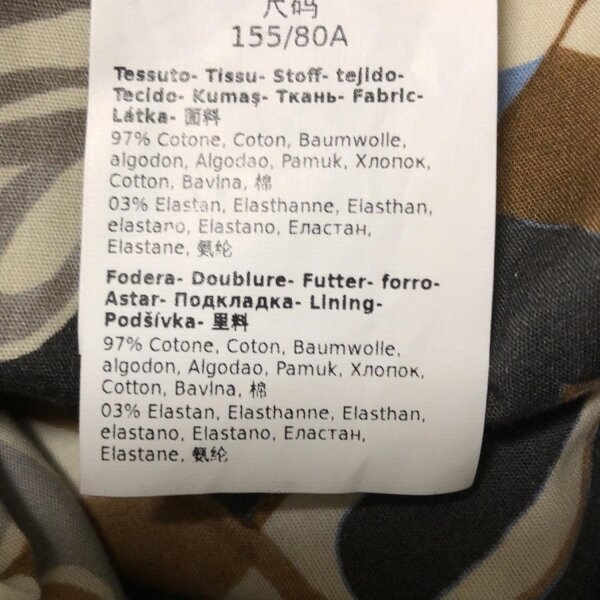 尺码
155/80A
Tessuto- Tissu- Stoff- tejido-
Tecido- Kumaş- Ткань- Fabric-
Látka- 面料
97% Cotone, Coton, Baumwolle,
algodon, Algodao, Pamuk, Хлопок,
Cotton, Bavlna, 棉
03% Elastan, Elasthanne, Elasthan,
elastano, Elastano, Еластан,
Elastane, 氨纶
Fodera- Doublure- Futter- forro-
Astar- Подкладка- Lining-
Podšívka- 里料
97% Cotone, Coton, Baumwolle,
algodon, Algodao, Pamuk, Хлопок,
Cotton, Bavlna, 棉
03% Elastan, Elasthanne, Elasthan,
elastano, Elastano, Еластан,
Elastane, 氨纶